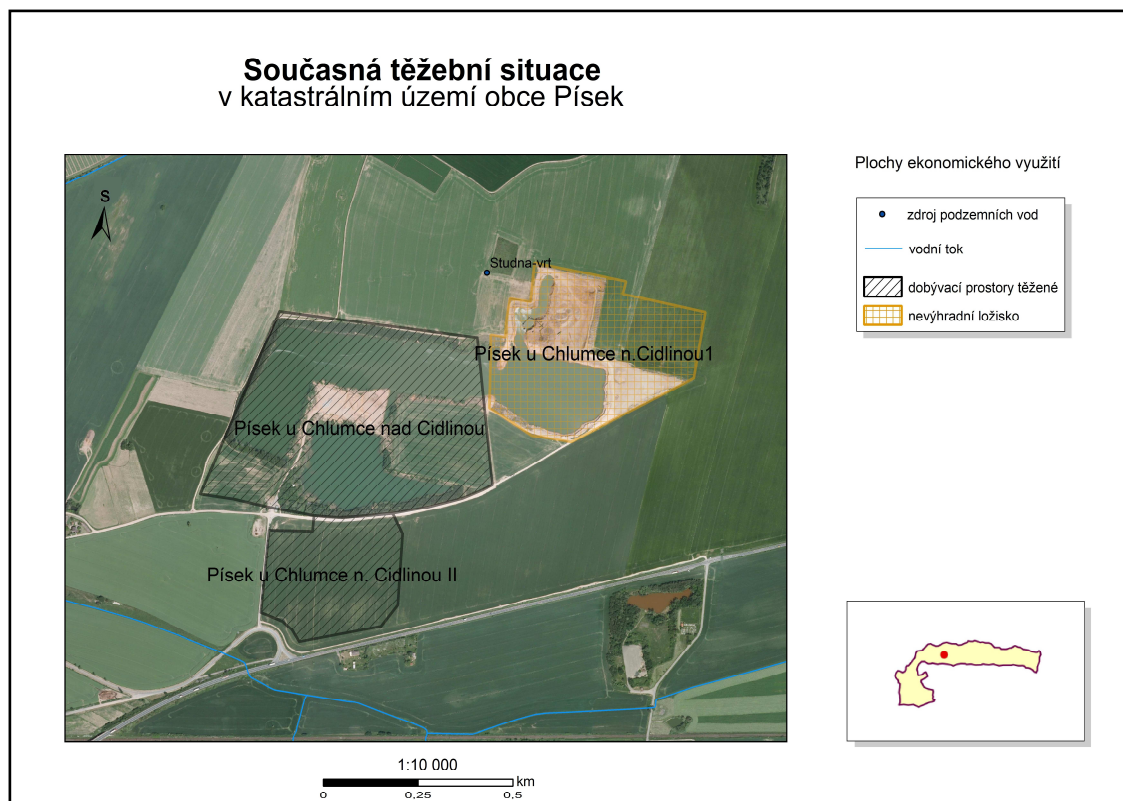 Současná těžební situace
v katastrálním území obce Písek
Plochy ekonomického využití
S
zdroj podzemních vod
vodní tok
Studna-vrt
dobývací prostory těžené
nevýhradní ložisko
Písek u Chlumce n.Cidlinou1
Písek u Chlumce nad Cidlinou
Písek u Chlumce n. Cidlinou II
1:10 000
km
0 0,25 0,5